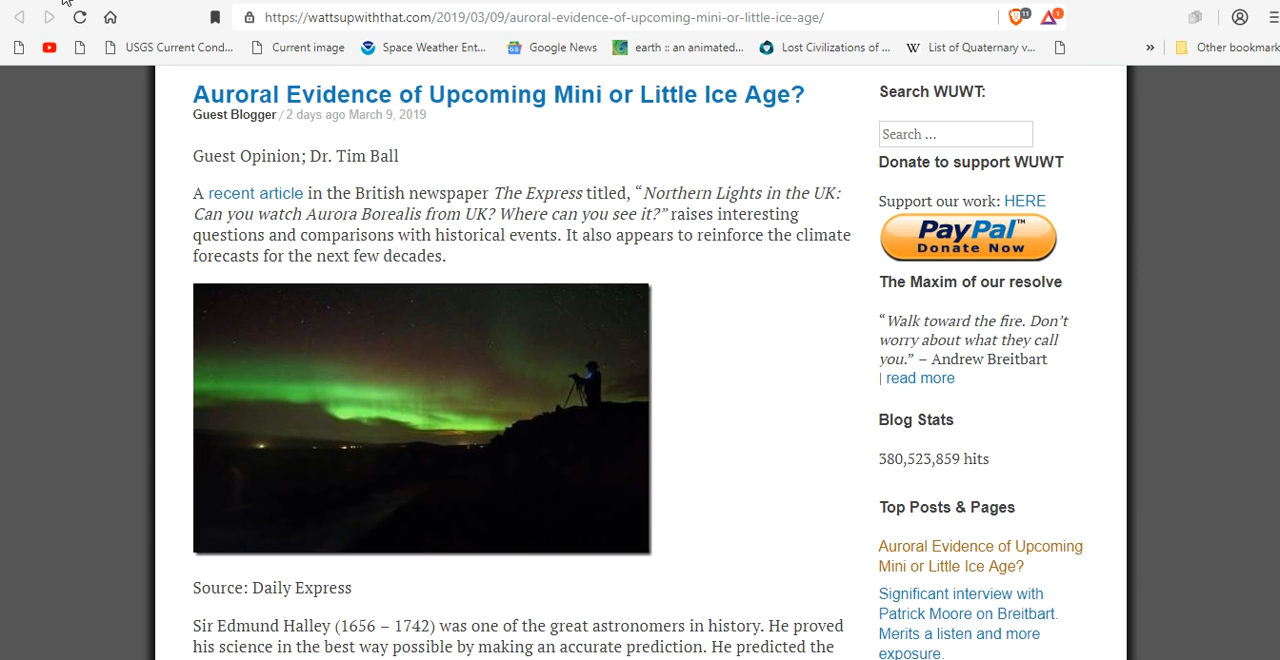 https://wattsupwiththat.com/2019/03/09/auroral-evidence-of-upcoming-mini-or-little-ice-age/
11
1
USGS Current Cond...
Current image
Space Weather Ent...
Google News
earth :: an animated...
Lost Civilizations of ...
W
List of Quaternary v...
»
Other bookmark
Auroral Evidence of Upcoming Mini or Little Ice Age?
Guest Blogger / 2 days ago March 9, 2019
Guest Opinion; Dr. Tim Ball
A recent article in the British newspaper The Express titled, “Northern Lights in the UK:
Can you watch Aurora Borealis from UK? Where can you see it?” raises interesting
questions and comparisons with historical events. It also appears to reinforce the climate
forecasts for the next few decades.
Source: Daily Express
Sir Edmund Halley (1656 – 1742) was one of the great astronomers in history. He proved
his science in the best way possible by making an accurate prediction. He predicted the
Search WUWT:
Search ...
Donate to support WUWT
Support our work: HERE
PayPal™
Donate Now
The Maxim of our resolve
“Walk toward the fire. Don’t
worry about what they call
you.” – Andrew Breitbart
| read more
Blog Stats
380,523,859 hits
Top Posts & Pages
Auroral Evidence of Upcoming
Mini or Little Ice Age?
Significant interview with
Patrick Moore on Breitbart.
Merits a listen and more
exposure.